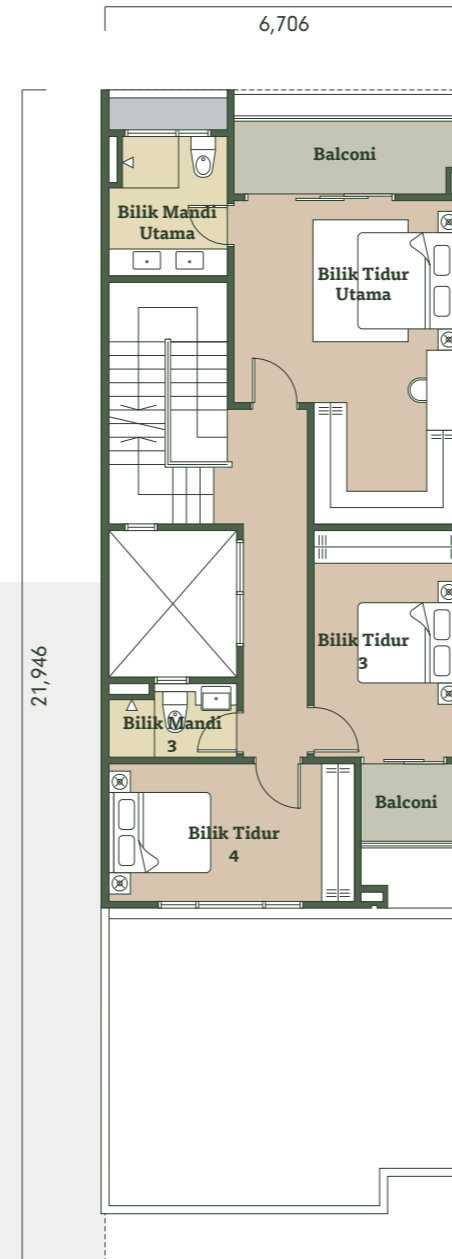 6,706
Balconi
Bilik Mandi
Utama
Bilik Tidur
Utama
21,946
Bilik Tidur
3
Bilik Mandi
3
Balconi
Bilik Tidur
4